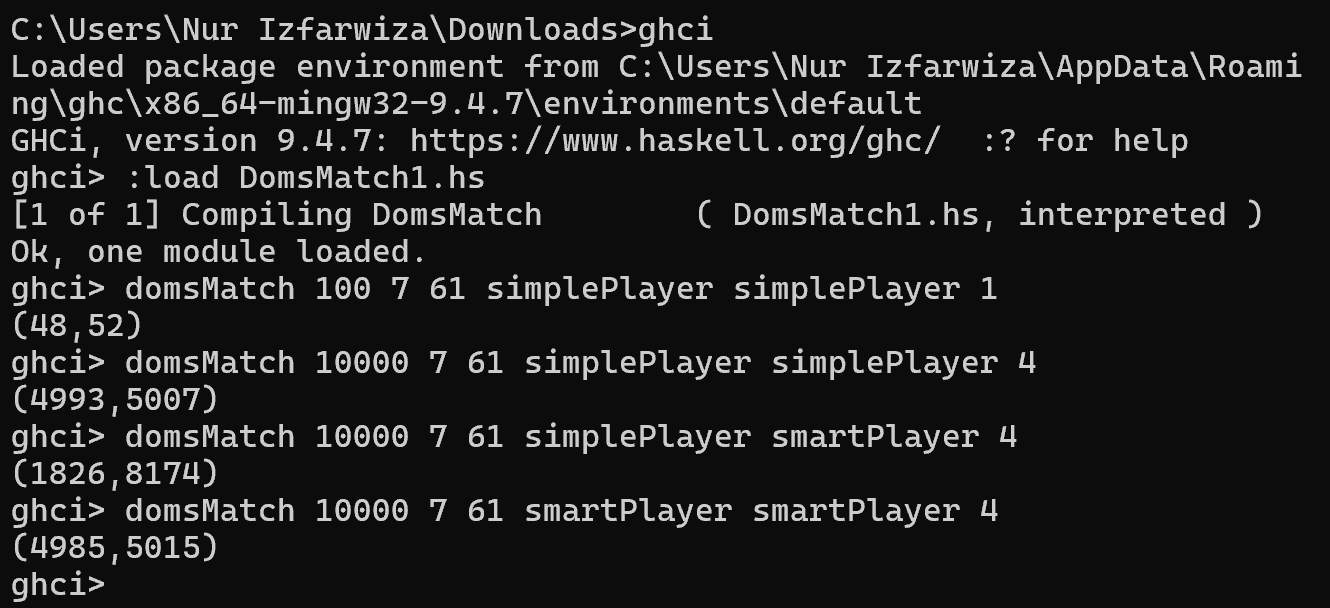 C:\Users\Nur Izfarwiza\Downloads>ghci
Loaded package environment from C:\Users\Nur Izfarwiza\AppData\Roami
ng\ghc\x86_64-mingw32-9.4.7\environments\default
GHCi, version 9.4.7: https://www.haskell.org/ghc/  :? for help
ghci> :load DomsMatch1.hs
[1 of 1] Compiling DomsMatch        ( DomsMatch1.hs, interpreted )
Ok, one module loaded.
ghci> domsMatch 100 7 61 simplePlayer simplePlayer 1
(48,52)
ghci> domsMatch 10000 7 61 simplePlayer simplePlayer 4
(4993,5007)
ghci> domsMatch 10000 7 61 simplePlayer smartPlayer 4
(1826,8174)
ghci> domsMatch 10000 7 61 smartPlayer smartPlayer 4
(4985,5015)
ghci>